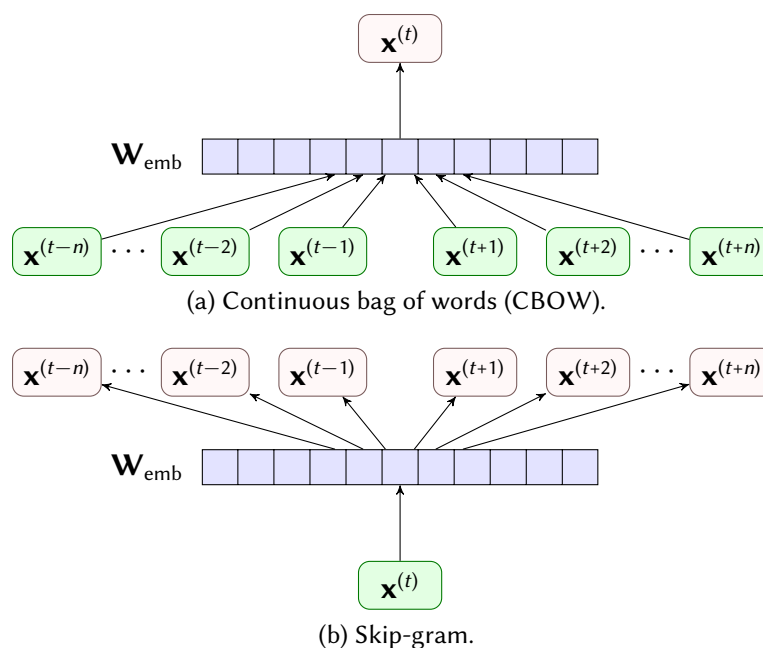 x^(t)
W_emb
x^(t−n) ··· x^(t−2) x^(t−1) x^(t+1) x^(t+2) ··· x^(t+n)
(a) Continuous bag of words (CBOW).
x^(t−n) ··· x^(t−2) x^(t−1) x^(t+1) x^(t+2) ··· x^(t+n)
W_emb
x^(t)
(b) Skip-gram.